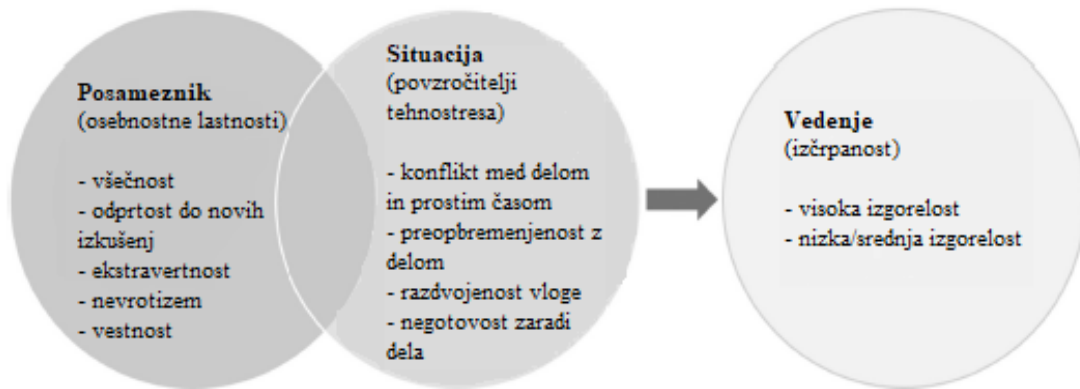 Posameznik
(osebnostne lastnosti)
- všečnost
- odprtost do novih
izkušenj
- ekstravertnost
- nevrotizem
- vestnost
Situacija
(povzročitelji
tehnostresa)
- konflikt med delom
in prostim časom
- preopbremenjenost z
delom
- razdvojenost vloge
- negotovost zaradi
dela
Vedenje
(izčrpanost)
- visoka izgorelost
- nizka/srednja izgorelost